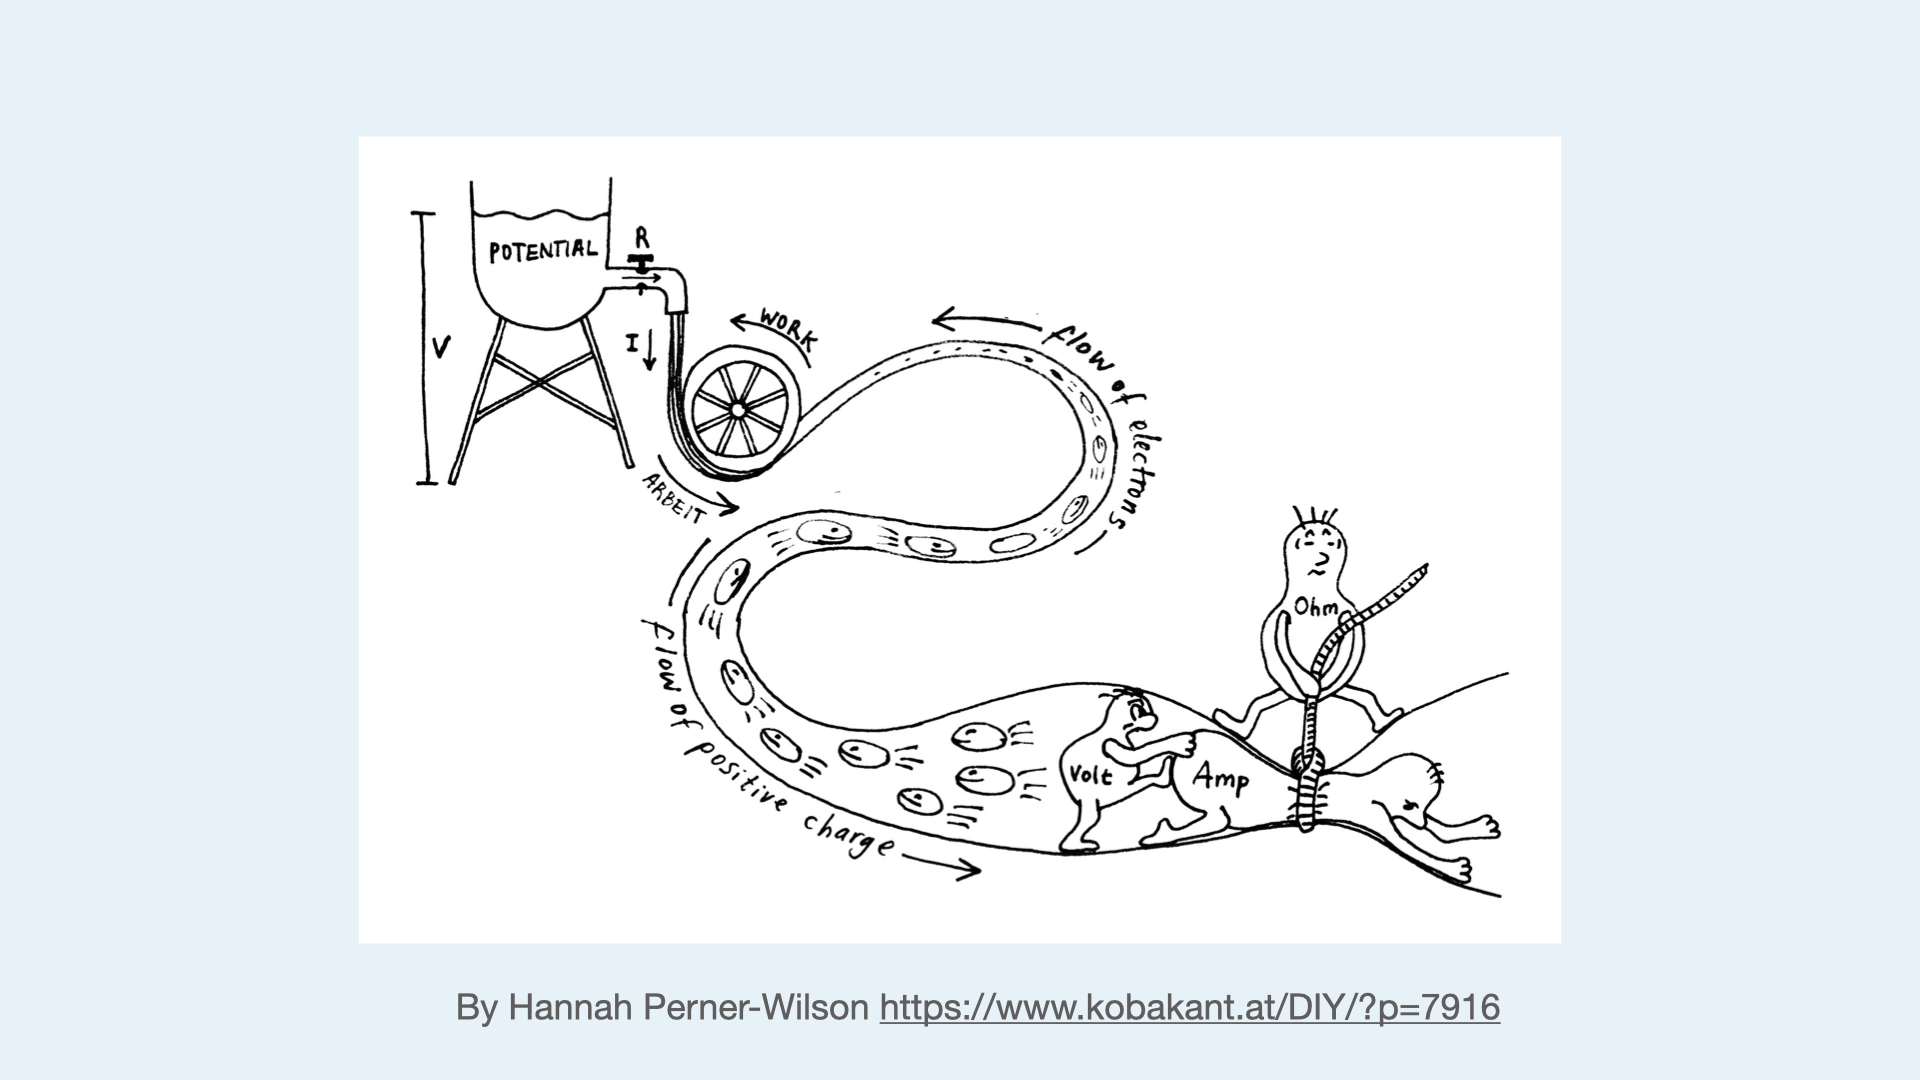 POTENTIAL
R
V
I
WORK
ARBEIT
flow of electrons
flow of positive charge
Ohm
Volt
Amp
By Hannah Perner-Wilson https://www.kobakant.at/DIY/?p=7916